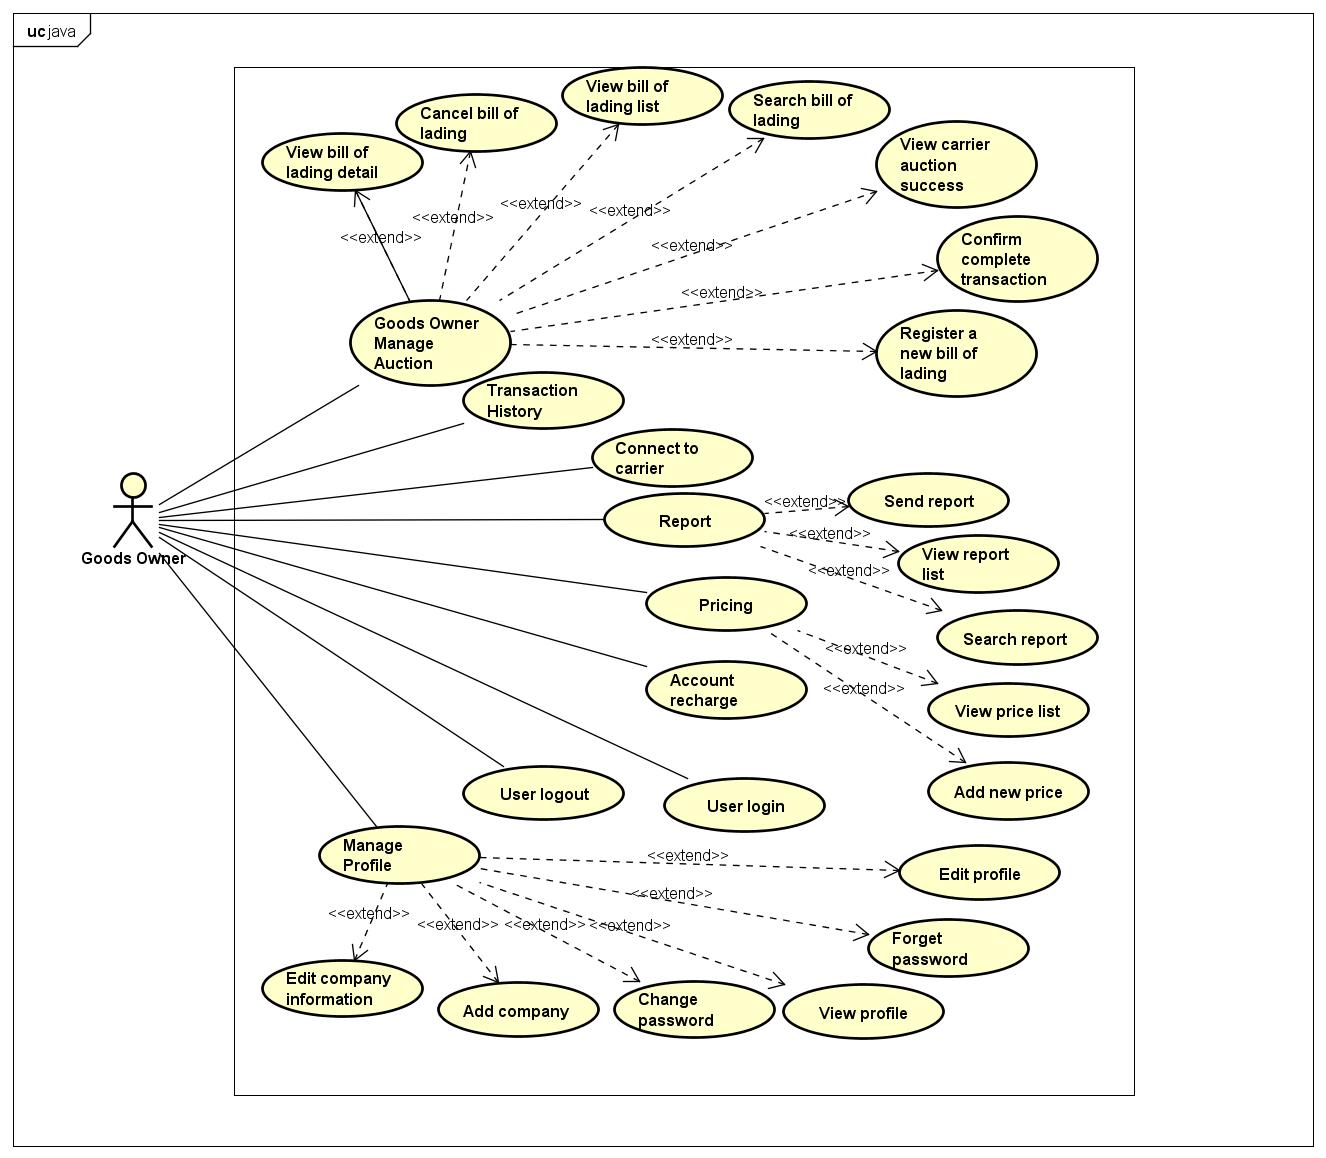 uc java
View bill of
lading list
Search bill of
lading
Cancel bill of
lading
View bill of
lading detail
View carrier
auction
success
<<extend>>
<<extend>>
<<extend>>
<<extend>>
<<extend>>
Confirm
complete
transaction
<<extend>>
Goods Owner
Manage
Auction
<<extend>>
Register a
new bill of
lading
Transaction
History
Connect to
carrier
Report
<<extend>>
Send report
<<extend>>
View report
list
<<extend>>
Goods Owner
Pricing
Search report
<<extend>>
Account
recharge
<<extend>>
View price list
User logout
User login
Add new price
Manage
Profile
<<extend>>
Edit profile
<<extend>>
<<extend>>
<<extend>>
<<extend>>
<<extend>>
Forget
password
Edit company
information
Add company
Change
password
View profile